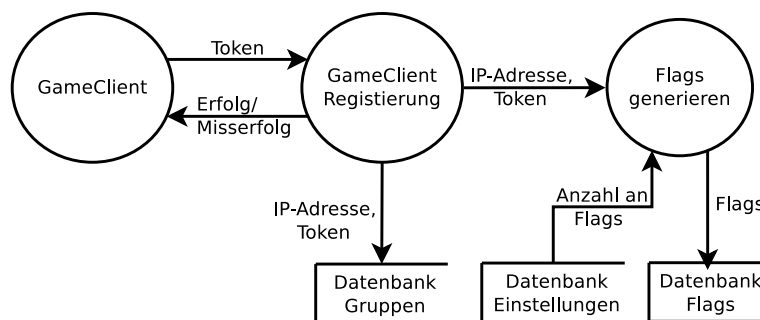 Token
GameClient
GameClient
Registierung
IP-Adresse,
Token
Flags
generieren
Erfolg/
Misserfolg
IP-Adresse,
Token
Anzahl an
Flags
Flags
Datenbank
Gruppen
Datenbank
Einstellungen
Datenbank
Flags